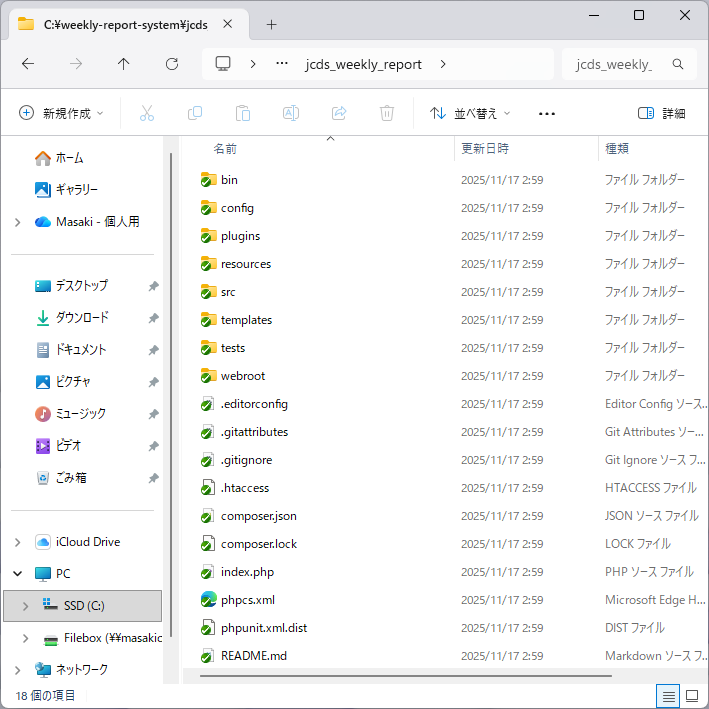 C:¥weekly-report-system¥jcds
jcds_weekly_report
jcds_weekly_
新規作成
並べ替え
詳細
ホーム
ギャラリー
Masaki - 個人用
デスクトップ
ダウンロード
ドキュメント
ピクチャ
ミュージック
ビデオ
ごみ箱
iCloud Drive
PC
SSD (C:)
Filebox (¥¥masakic
ネットワーク
名前 更新日時 種類
bin 2025/11/17 2:59 ファイル フォルダー
config 2025/11/17 2:59 ファイル フォルダー
plugins 2025/11/17 2:59 ファイル フォルダー
resources 2025/11/17 2:59 ファイル フォルダー
src 2025/11/17 2:59 ファイル フォルダー
templates 2025/11/17 2:59 ファイル フォルダー
tests 2025/11/17 2:59 ファイル フォルダー
webroot 2025/11/17 2:59 ファイル フォルダー
.editorconfig 2025/11/17 2:59 Editor Config ソース...
.gitattributes 2025/11/17 2:59 Git Attributes ソー...
.gitignore 2025/11/17 2:59 Git Ignore ソース フ...
.htaccess 2025/11/17 2:59 HTACCESS ファイル
composer.json 2025/11/17 2:59 JSON ソース ファイル
composer.lock 2025/11/17 2:59 LOCK ファイル
index.php 2025/11/17 2:59 PHP ソース ファイル
phpcs.xml 2025/11/17 2:59 Microsoft Edge H...
phpunit.xml.dist 2025/11/17 2:59 DIST ファイル
README.md 2025/11/17 2:59 Markdown ソース フ...
18 個の項目